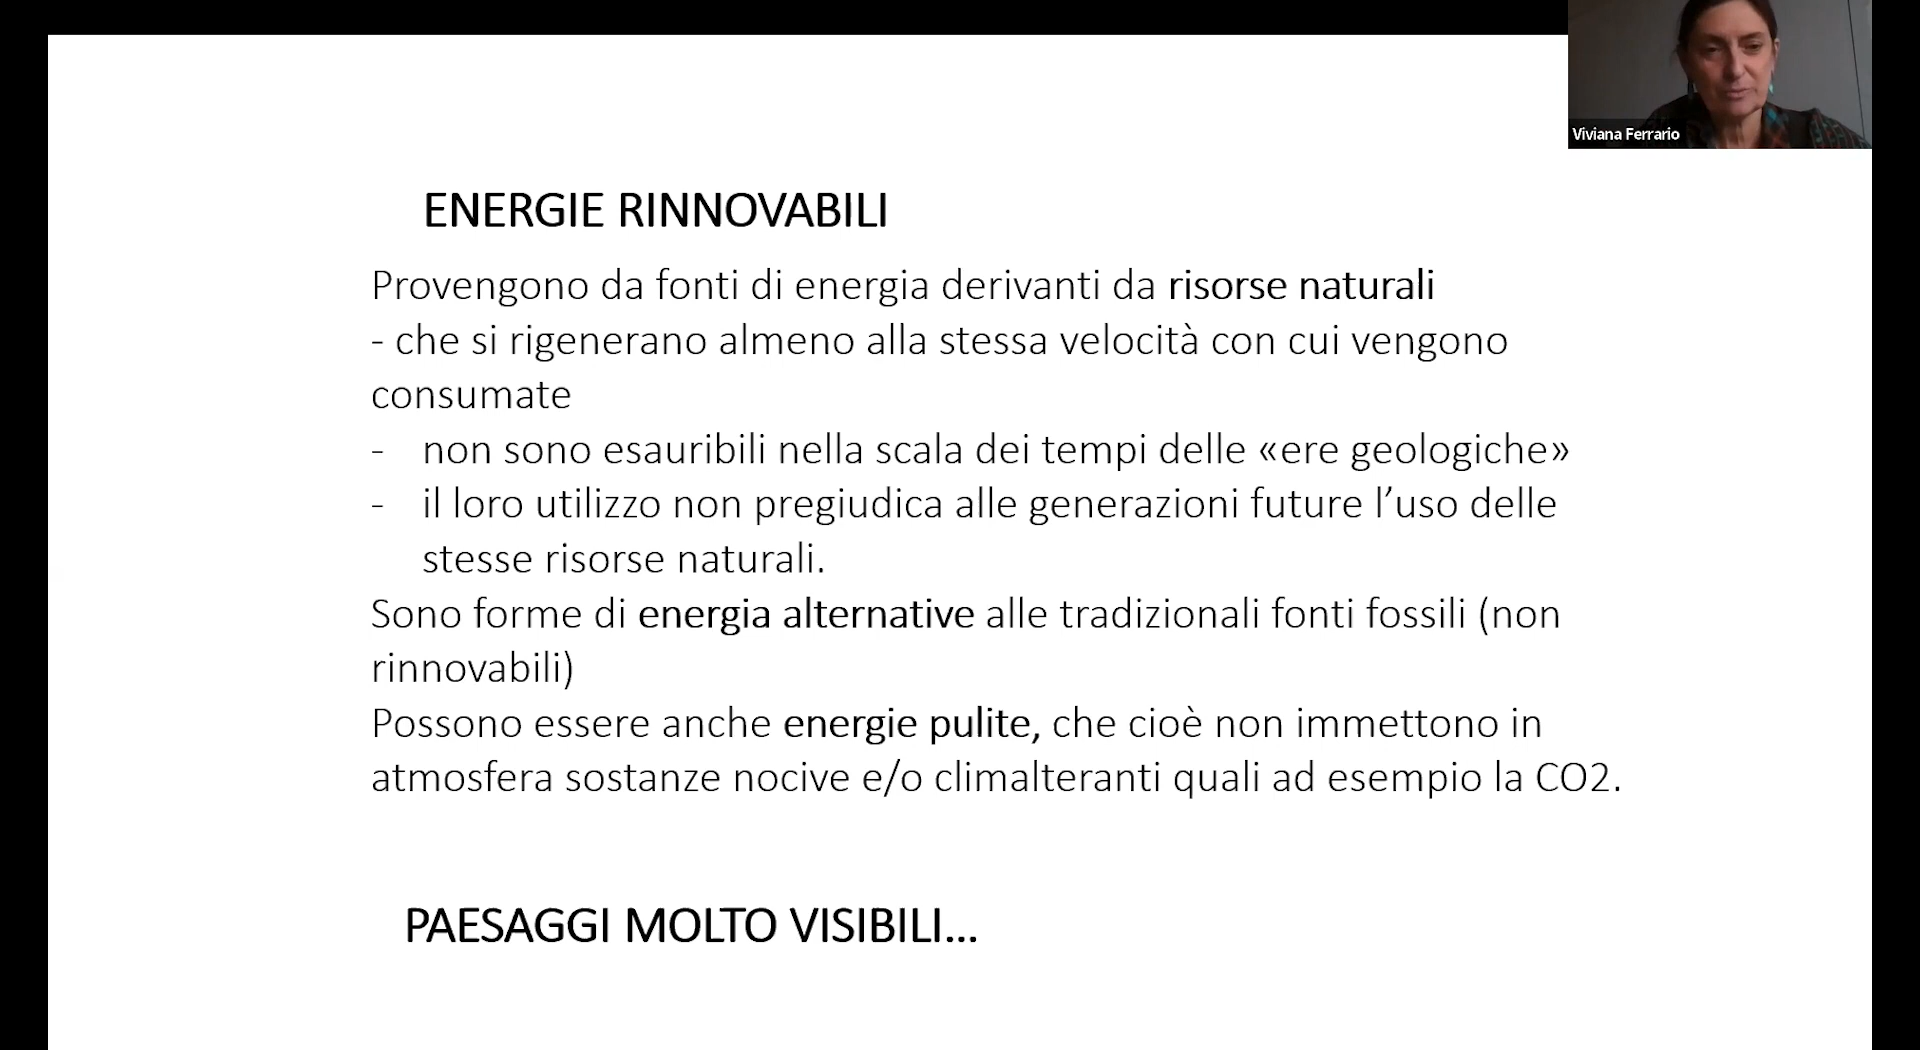 Viviana Ferrario
ENERGIE RINNOVABILI
Provengono da fonti di energia derivanti da risorse naturali
- che si rigenerano almeno alla stessa velocità con cui vengono
consumate
- non sono esauribili nella scala dei tempi delle «ere geologiche»
- il loro utilizzo non pregiudica alle generazioni future l’uso delle
stesse risorse naturali.
Sono forme di energia alternative alle tradizionali fonti fossili (non
rinnovabili)
Possono essere anche energie pulite, che cioè non immettono in
atmosfera sostanze nocive e/o climalteranti quali ad esempio la CO2.
PAESAGGI MOLTO VISIBILI...